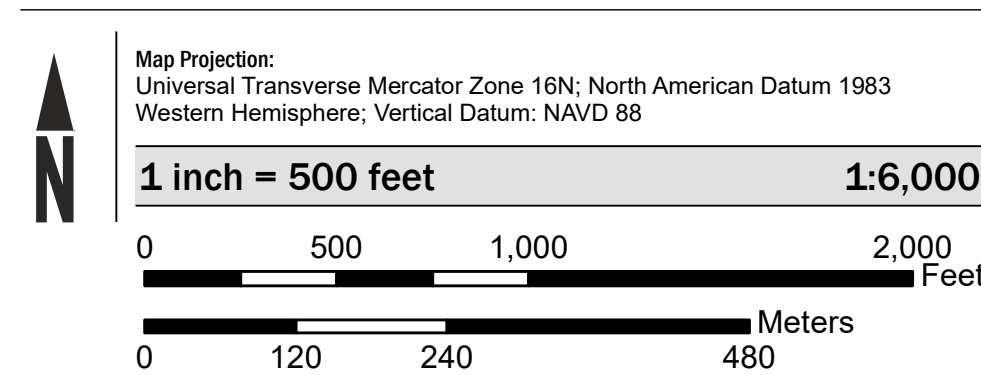 N
Map Projection:
Universal Transverse Mercator Zone 16N; North American Datum 1983
Western Hemisphere; Vertical Datum: NAVD 88
1 inch = 500 feet 1:6,000
0 500 1,000 2,000
Feet
Meters
0 120 240 480